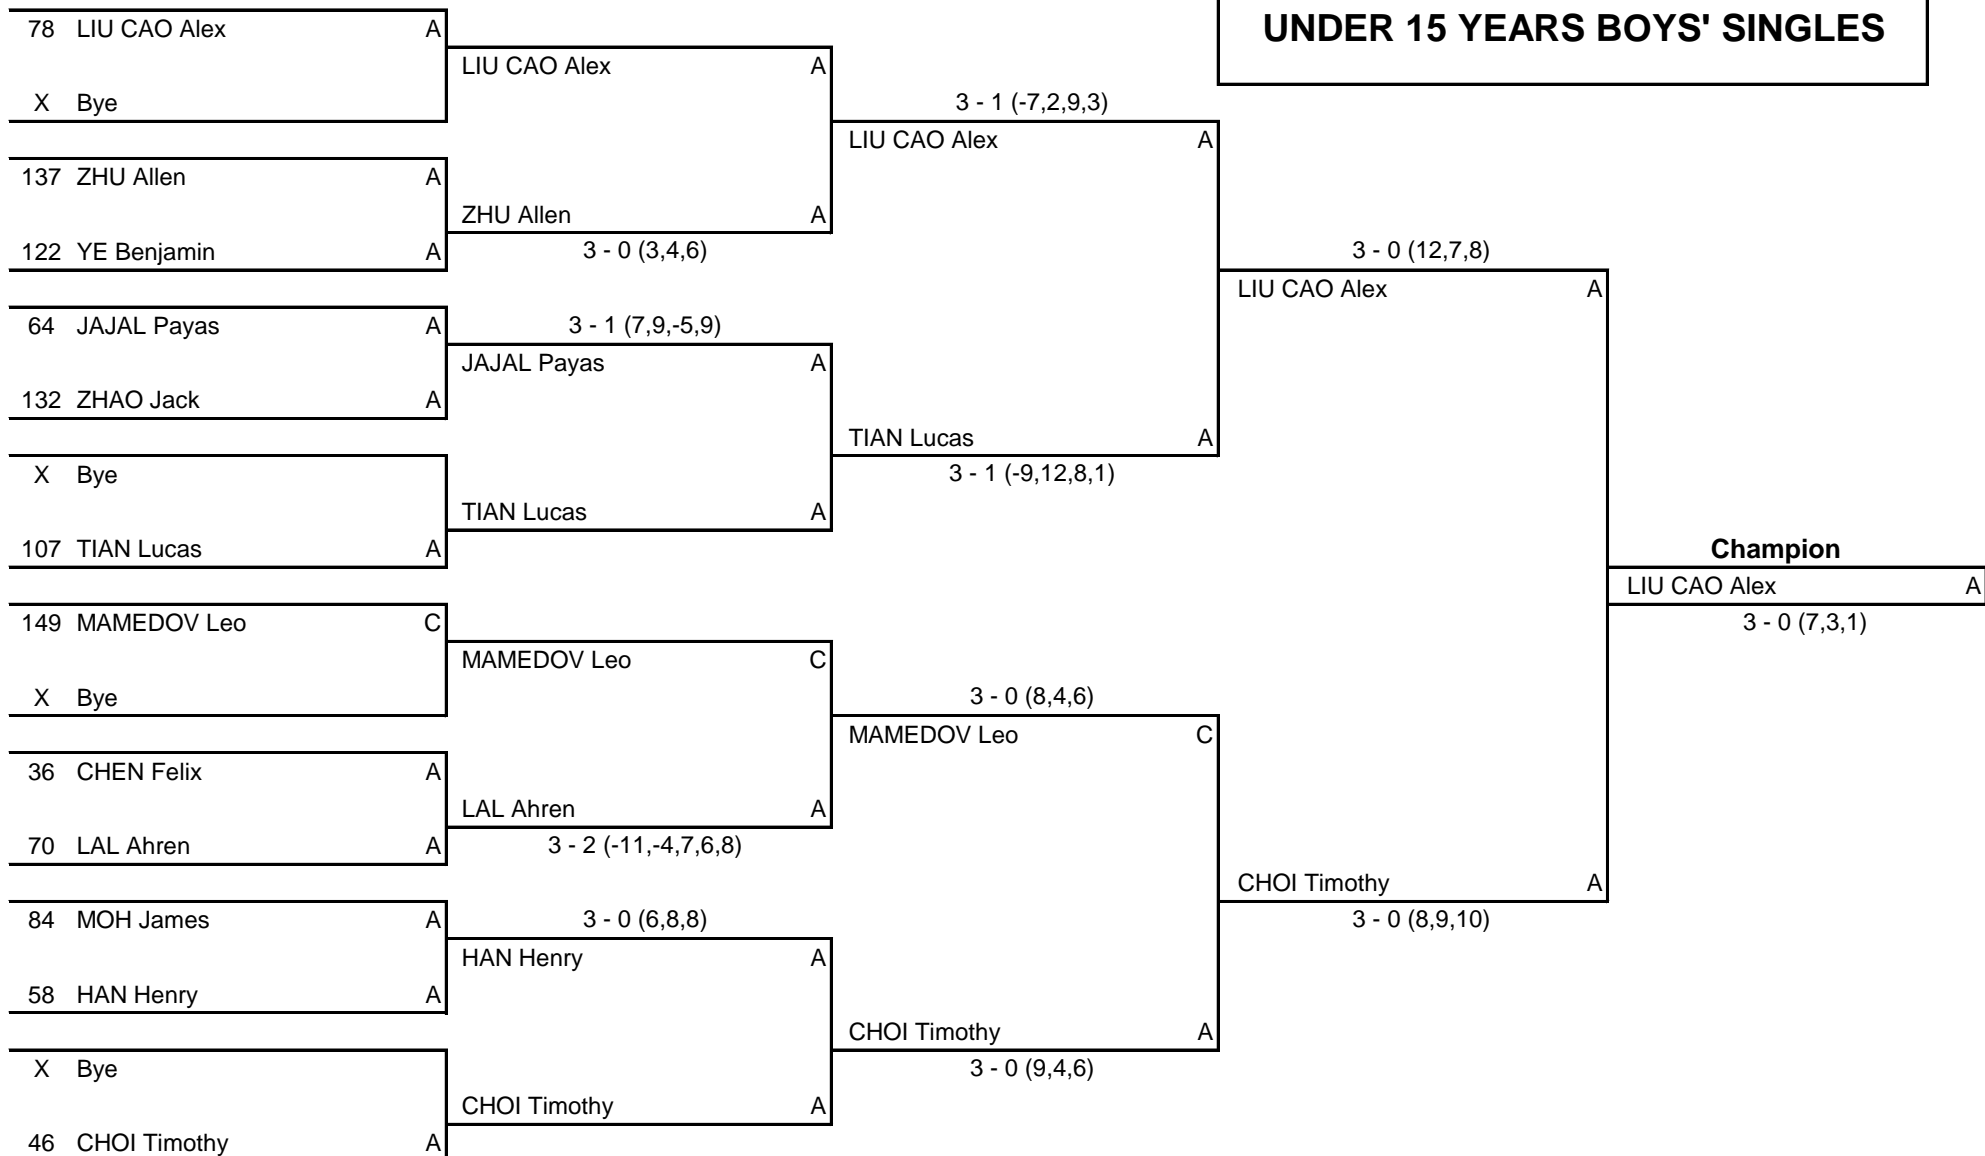 UNDER 15 YEARS BOYS' SINGLES
78 LIU CAO Alex A
LIU CAO Alex A
X Bye
3 - 1 (-7,2,9,3)
LIU CAO Alex A
137 ZHU Allen A
ZHU Allen A
122 YE Benjamin A
3 - 0 (3,4,6)
3 - 0 (12,7,8)
LIU CAO Alex A
64 JAJAL Payas A
3 - 1 (7,9,-5,9)
JAJAL Payas A
132 ZHAO Jack A
TIAN Lucas A
X Bye
3 - 1 (-9,12,8,1)
TIAN Lucas A
107 TIAN Lucas A
Champion
LIU CAO Alex A
149 MAMEDOV Leo C
3 - 0 (7,3,1)
MAMEDOV Leo C
X Bye
3 - 0 (8,4,6)
MAMEDOV Leo C
36 CHEN Felix A
LAL Ahren A
70 LAL Ahren A
3 - 2 (-11,-4,7,6,8)
CHOI Timothy A
84 MOH James A
3 - 0 (6,8,8)
3 - 0 (8,9,10)
HAN Henry A
58 HAN Henry A
CHOI Timothy A
X Bye
3 - 0 (9,4,6)
CHOI Timothy A
46 CHOI Timothy A